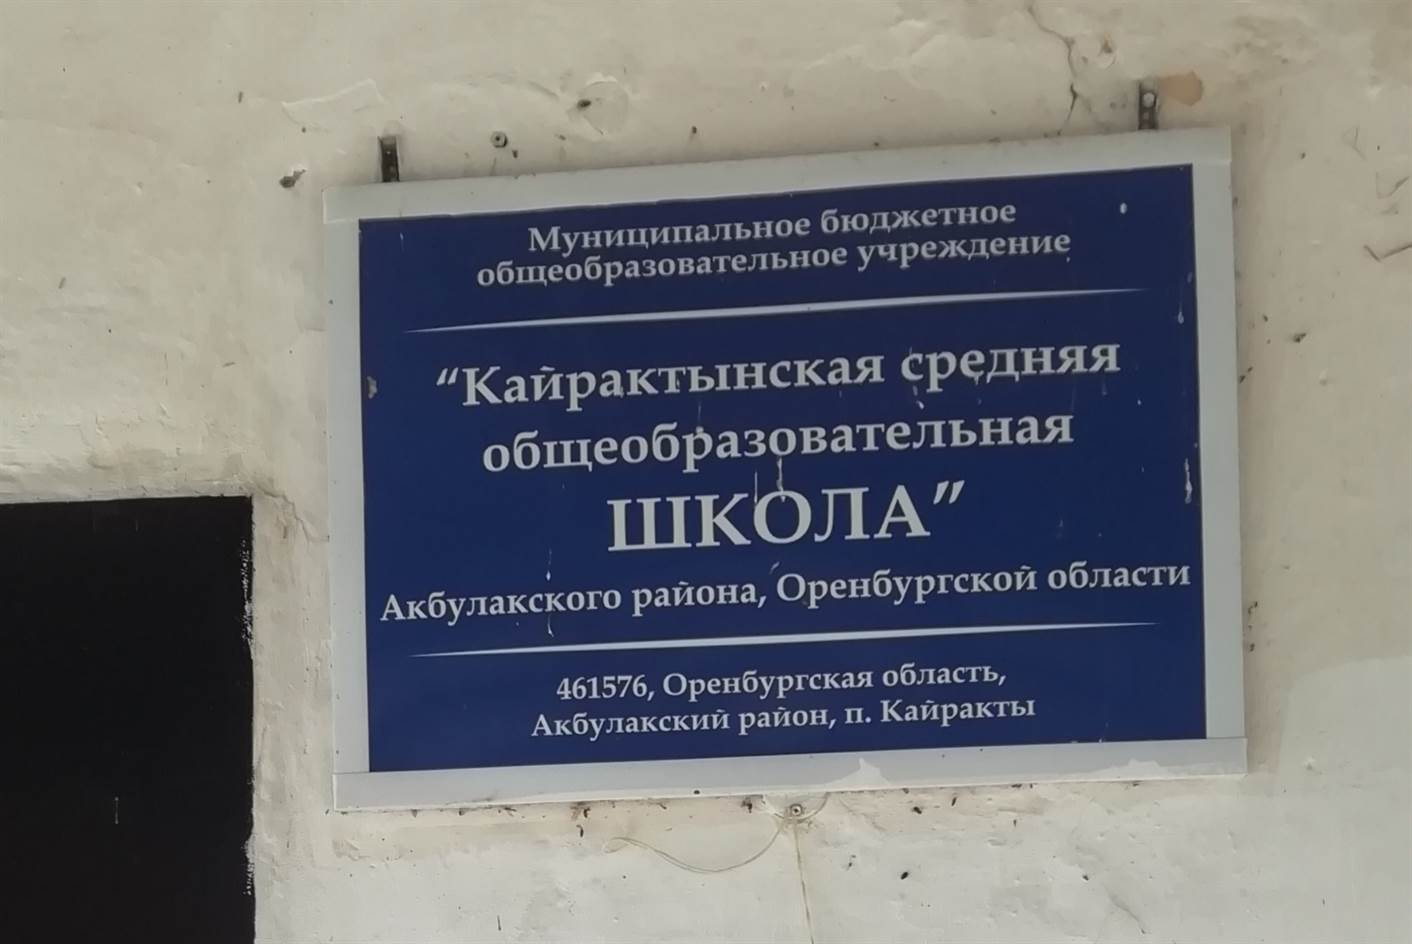 Муниципальное бюджетное
общеобразовательное учреждение
“Кайрактынская средняя
общеобразовательная
ШКОЛА”
Акбулакского района, Оренбургской области
461576, Оренбургская область,
Акбулакский район, п. Кайракты